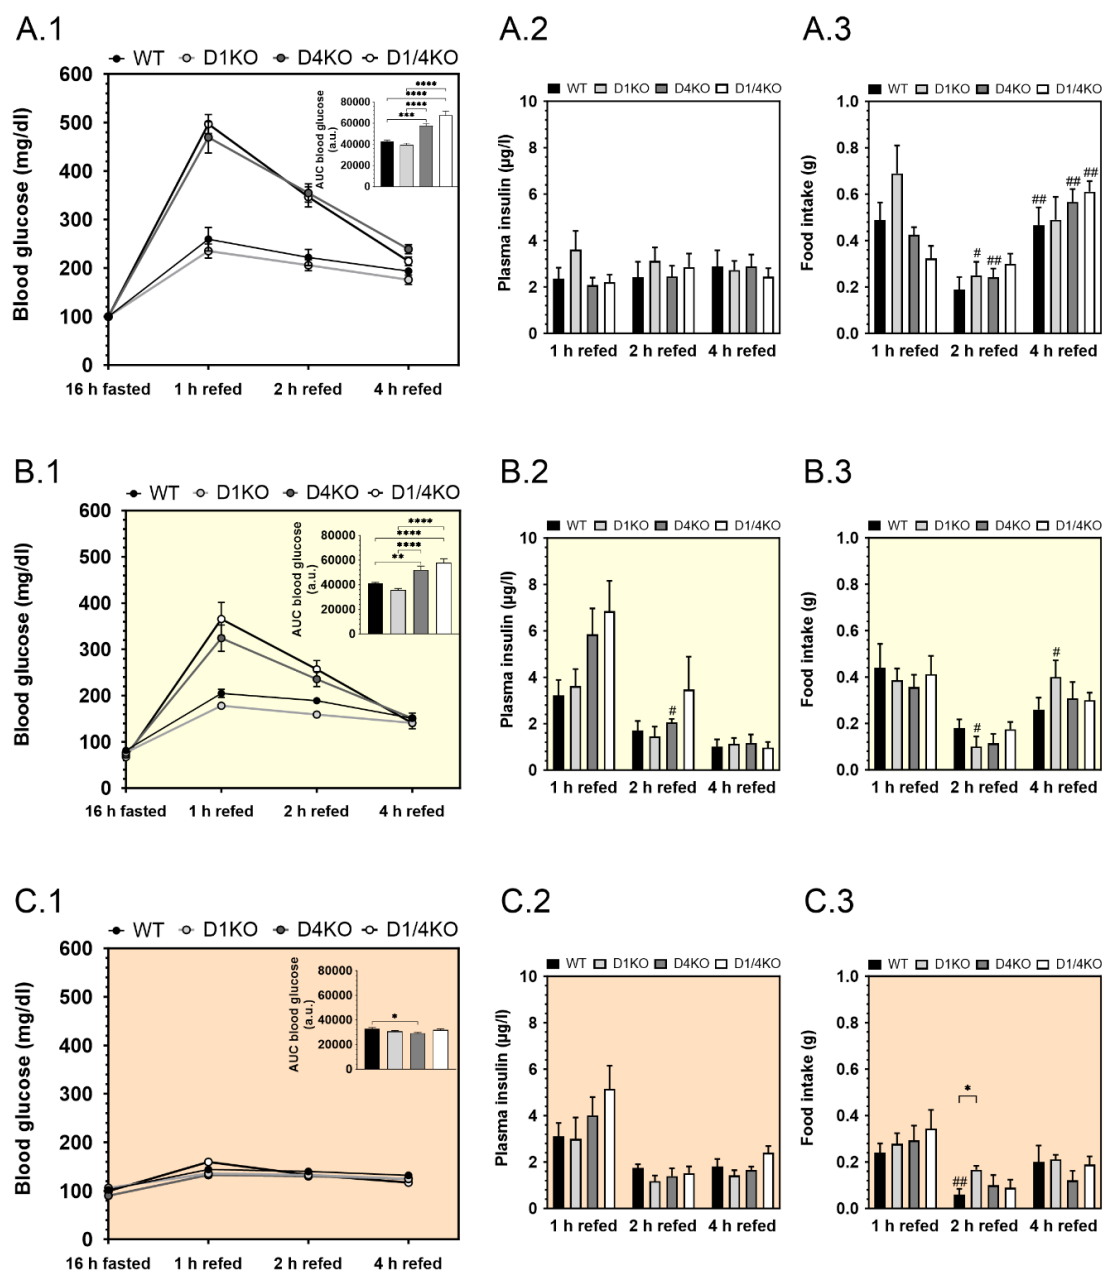 A.1
WT D1KO D4KO D1/4KO
Blood glucose (mg/dl)
600
500
400
300
200
100
0
16 h fasted 1 h refed 2 h refed 4 h refed
AUC blood glucose
(a.u.)
80000
60000
40000
20000
0
****
****
****
***
A.2
WT D1KO D4KO D1/4KO
Plasma insulin (µg/l)
10
8
6
4
2
0
1 h refed 2 h refed 4 h refed
A.3
WT D1KO D4KO D1/4KO
Food intake (g)
1.0
0.8
0.6
0.4
0.2
0.0
# ## ## ## ##
1 h refed 2 h refed 4 h refed
B.1
WT D1KO D4KO D1/4KO
Blood glucose (mg/dl)
600
500
400
300
200
100
0
16 h fasted 1 h refed 2 h refed 4 h refed
AUC blood glucose
(a.u.)
80000
60000
40000
20000
0
****
****
****
**
B.2
WT D1KO D4KO D1/4KO
Plasma insulin (µg/l)
10
8
6
4
2
0
#
1 h refed 2 h refed 4 h refed
B.3
WT D1KO D4KO D1/4KO
Food intake (g)
1.0
0.8
0.6
0.4
0.2
0.0
# #
1 h refed 2 h refed 4 h refed
C.1
WT D1KO D4KO D1/4KO
Blood glucose (mg/dl)
600
500
400
300
200
100
0
16 h fasted 1 h refed 2 h refed 4 h refed
AUC blood glucose
(a.u.)
80000
60000
40000
20000
0
*
C.2
WT D1KO D4KO D1/4KO
Plasma insulin (µg/l)
10
8
6
4
2
0
1 h refed 2 h refed 4 h refed
C.3
WT D1KO D4KO D1/4KO
Food intake (g)
1.0
0.8
0.6
0.4
0.2
0.0
*
##
1 h refed 2 h refed 4 h refed